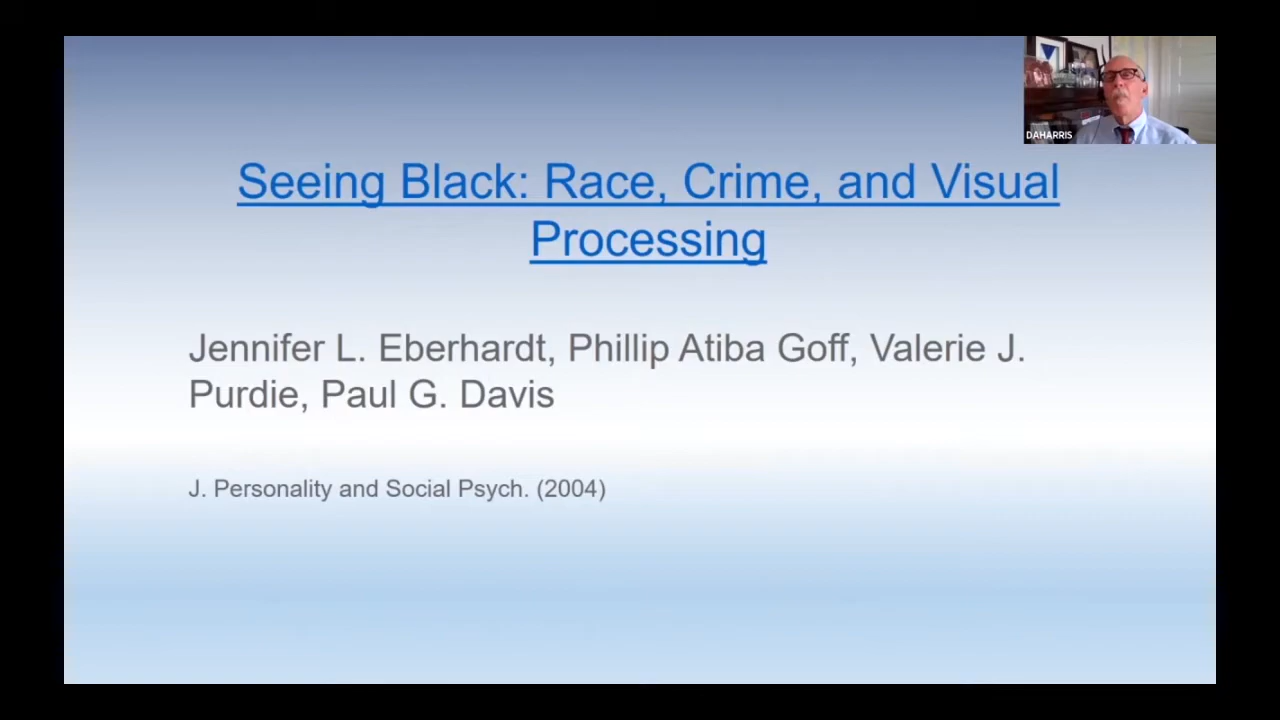 DAHARRIS
Seeing Black: Race, Crime, and Visual
Processing
Jennifer L. Eberhardt, Phillip Atiba Goff, Valerie J.
Purdie, Paul G. Davis
J. Personality and Social Psych. (2004)